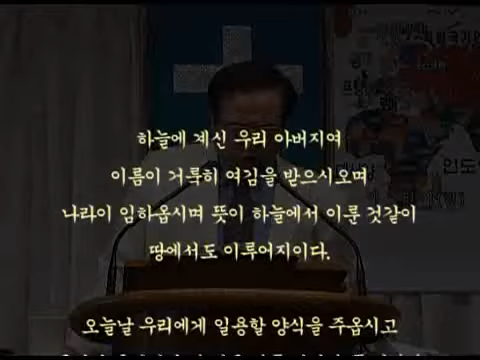 하늘에 계신 우리 아버지여
이름이 거룩히 여김을 받으시오며
나라이 임하옵시며 뜻이 하늘에서 이룬 것같이
땅에서도 이루어지이다.
오늘날 우리에게 일용할 양식을 주옵시고
인도